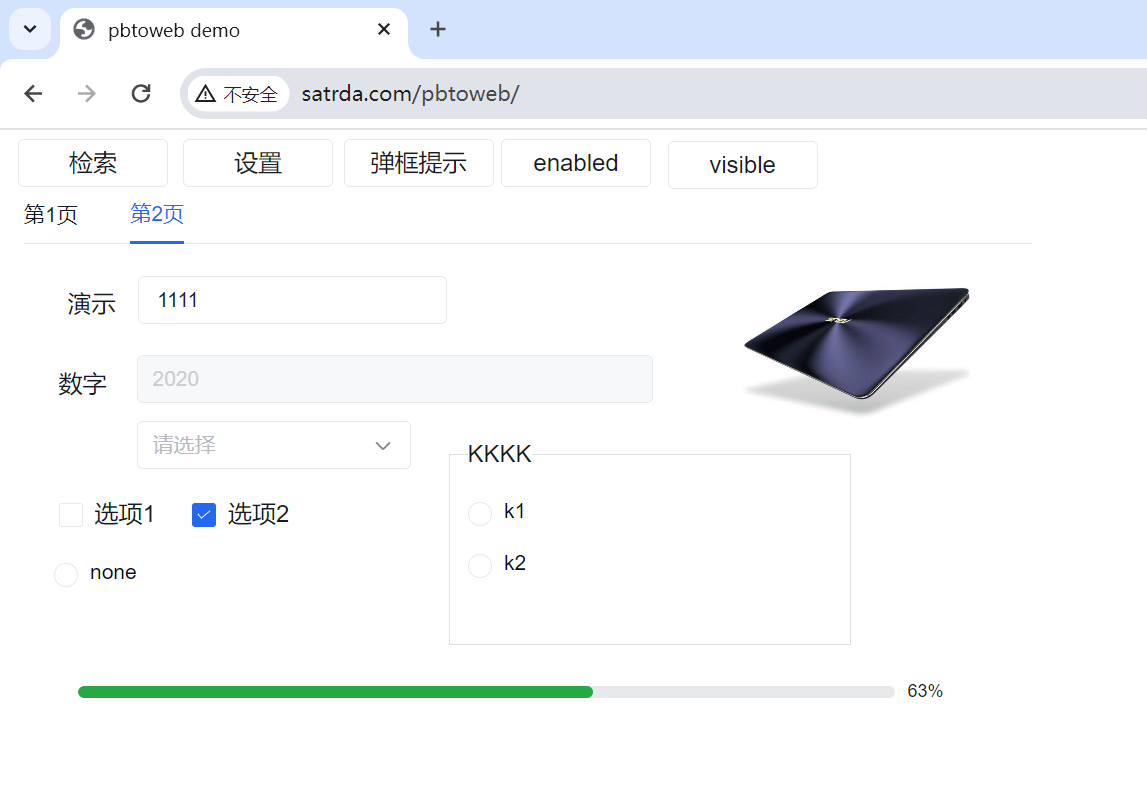 pbtoweb demo
不安全 satrda.com/pbtoweb/
检索 设置 弹框提示 enabled visible
第1页 第2页
演示 1111
数字 2020
请选择
KKKK
k1
选项1 选项2
k2
none
63%